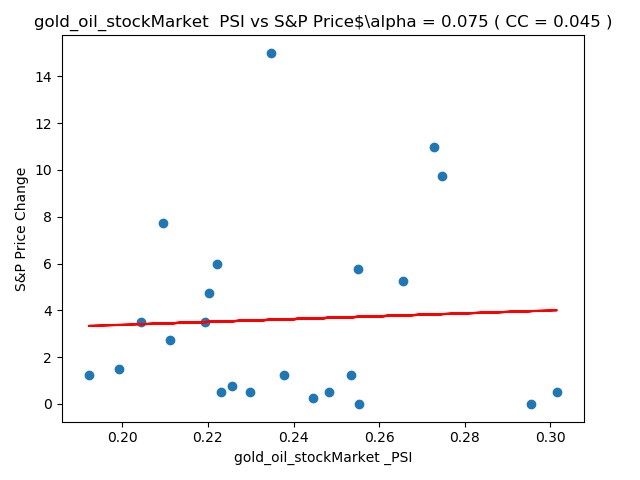 gold_oil_stockMarket  PSI vs S&P Price$\alpha = 0.075 ( CC = 0.045 )
14
12
10
8
6
4
2
0
S&P Price Change
0.20 0.22 0.24 0.26 0.28 0.30
gold_oil_stockMarket _PSI